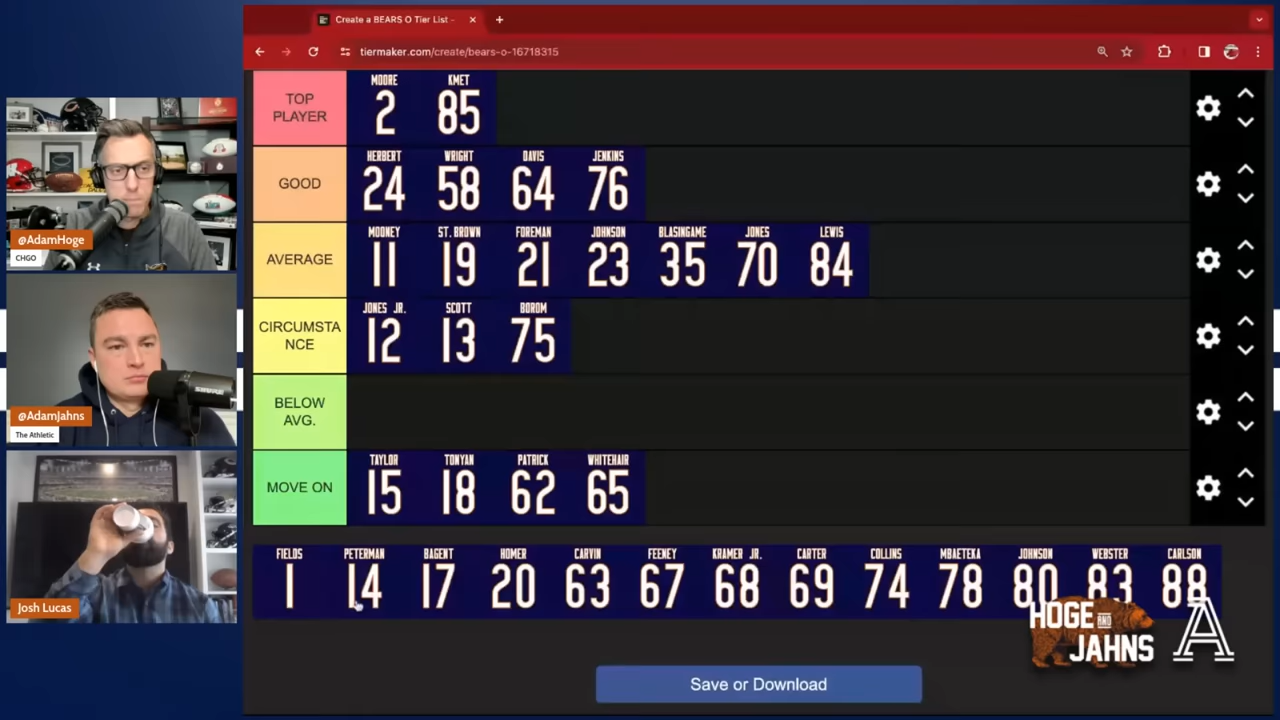 Create a BEARS O Tier List -
tiermaker.com/create/bears-o-16718315
TOP PLAYER
MOORE 2
KMET 85
GOOD
HERBERT 24
WRIGHT 58
DAVIS 64
JENKINS 76
AVERAGE
MOONEY 11
ST. BROWN 19
FOREMAN 21
JOHNSON 23
BLASINGAME 35
JONES 70
LEWIS 84
CIRCUMSTA
NCE
JONES JR. 12
SCOTT 13
BOROM 75
BELOW AVG.
MOVE ON
TAYLOR 15
TONYAN 18
PATRICK 62
WHITEHAIR 65
FIELDS 1
PETERMAN 14
BAGENT 17
HOMER 20
CARVIN 63
FEENEY 67
KRAMER JR. 68
CARTER 69
COLLINS 74
MBAETEKA 78
JOHNSON 80
WEBSTER 83
CARLSON 88
Save or Download
@AdamHoge
CHGO
@AdamJahns
The Athletic
SHURE
Josh Lucas
HOGE AND JAHNS
A